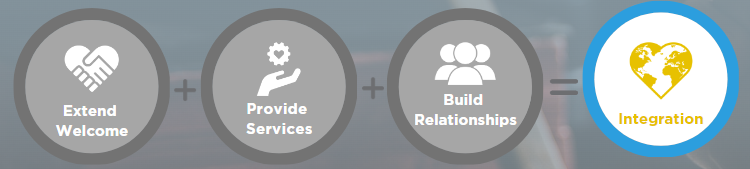 Extend
Welcome
+
Provide
Services
+
Build
Relationships
=
Integration